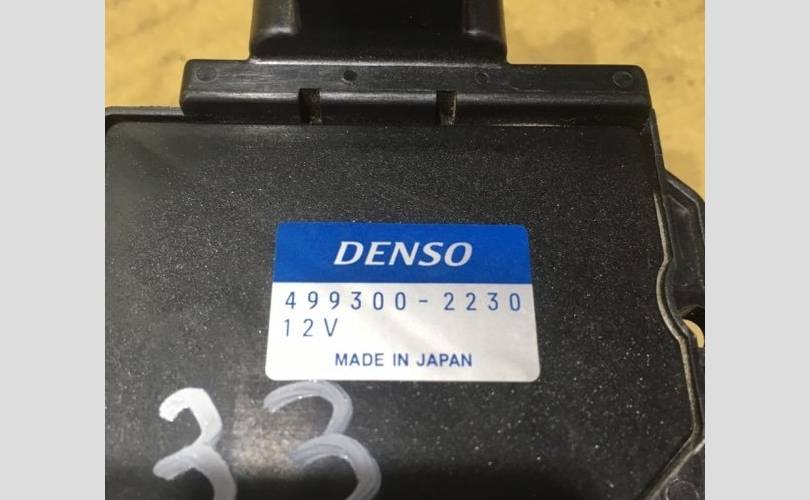 DENSO
499300-2230
12V
MADE IN JAPAN
33